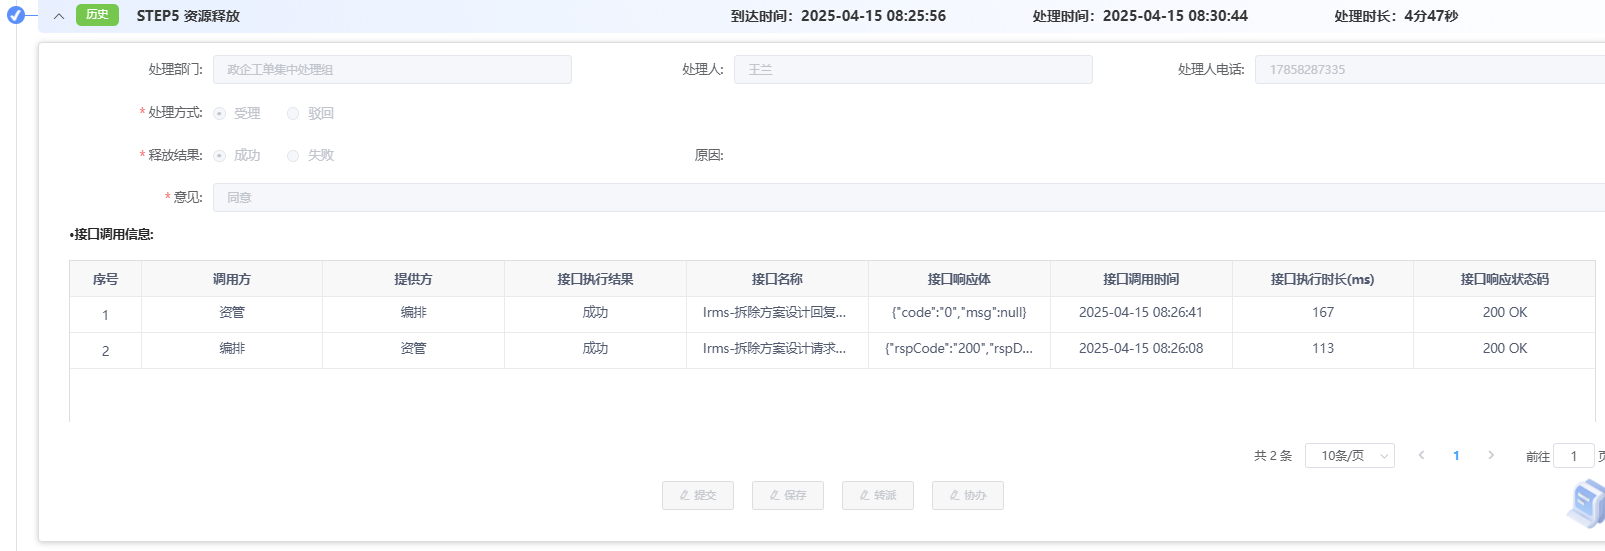 历史 STEP5 资源释放 到达时间：2025-04-15 08:25:56 处理时间：2025-04-15 08:30:44 处理时长：4分47秒
处理部门: 政企工单集中处理组 处理人: 王兰 处理人电话: 17858287335
* 处理方式: 受理 驳回
* 释放结果: 成功 失败 原因:
* 意见: 同意
•接口调用信息:
序号 调用方 提供方 接口执行结果 接口名称 接口响应体 接口调用时间 接口执行时长(ms) 接口响应状态码
1 资管 编排 成功 Irms-拆除方案设计回复... {"code":"0","msg":null} 2025-04-15 08:26:41 167 200 OK
2 编排 资管 成功 Irms-拆除方案设计请求... {"rspCode":"200","rspD... 2025-04-15 08:26:08 113 200 OK
共 2 条 10条/页 1 前往 1 页
提交 保存 转派 协办